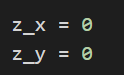 z_x = 0
z_y = 0